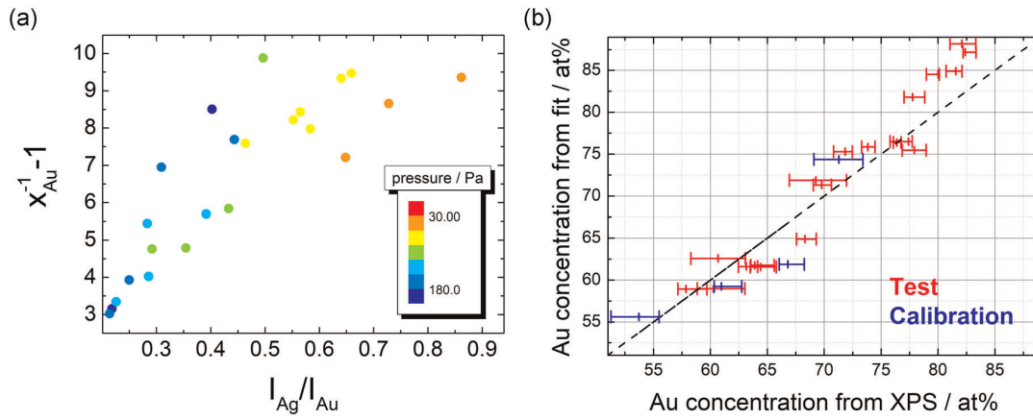 (a)
10
9
8
7
6
5
4
3
x⁻¹Au-1
pressure / Pa
30.00
180.0
0.3 0.4 0.5 0.6 0.7 0.8 0.9
IAg/IAu
(b)
85
80
75
70
65
60
55
Au concentration from fit / at%
Test
Calibration
55 60 65 70 75 80 85
Au concentration from XPS / at%